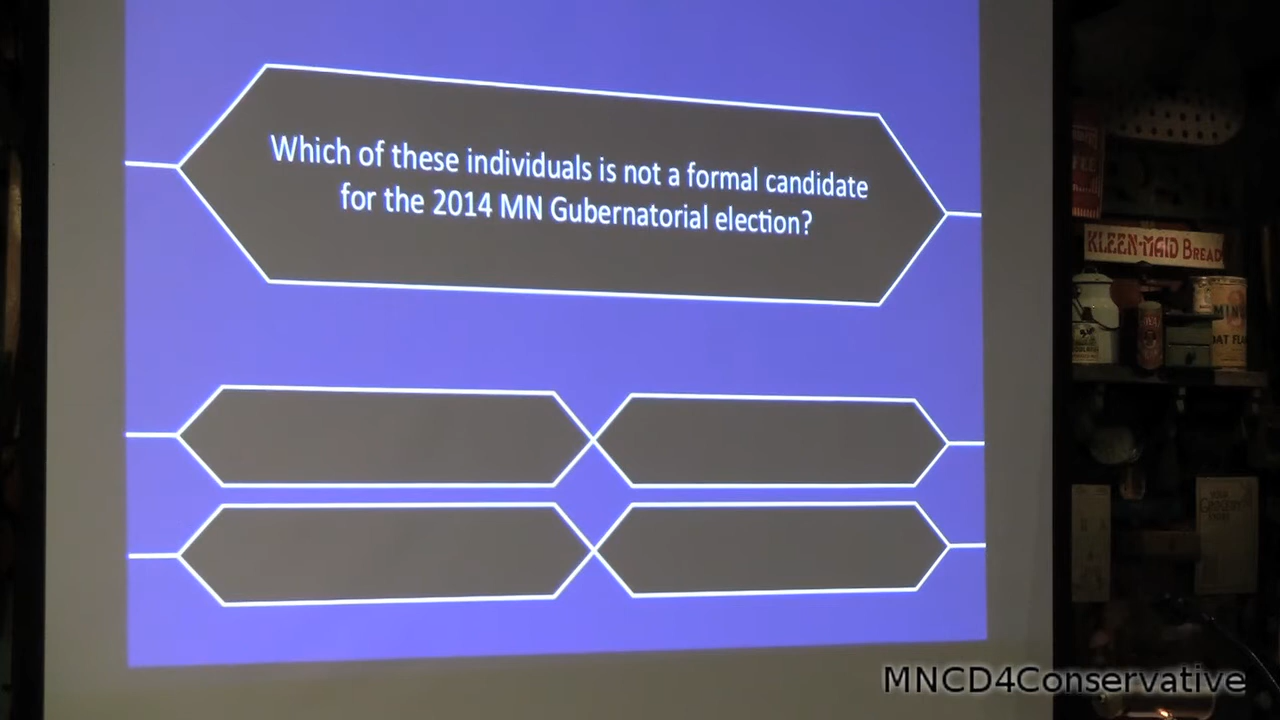 Which of these individuals is not a formal candidate
for the 2014 MN Gubernatorial election?
KLEEN-MAID BREAD
MNCD4Conservative